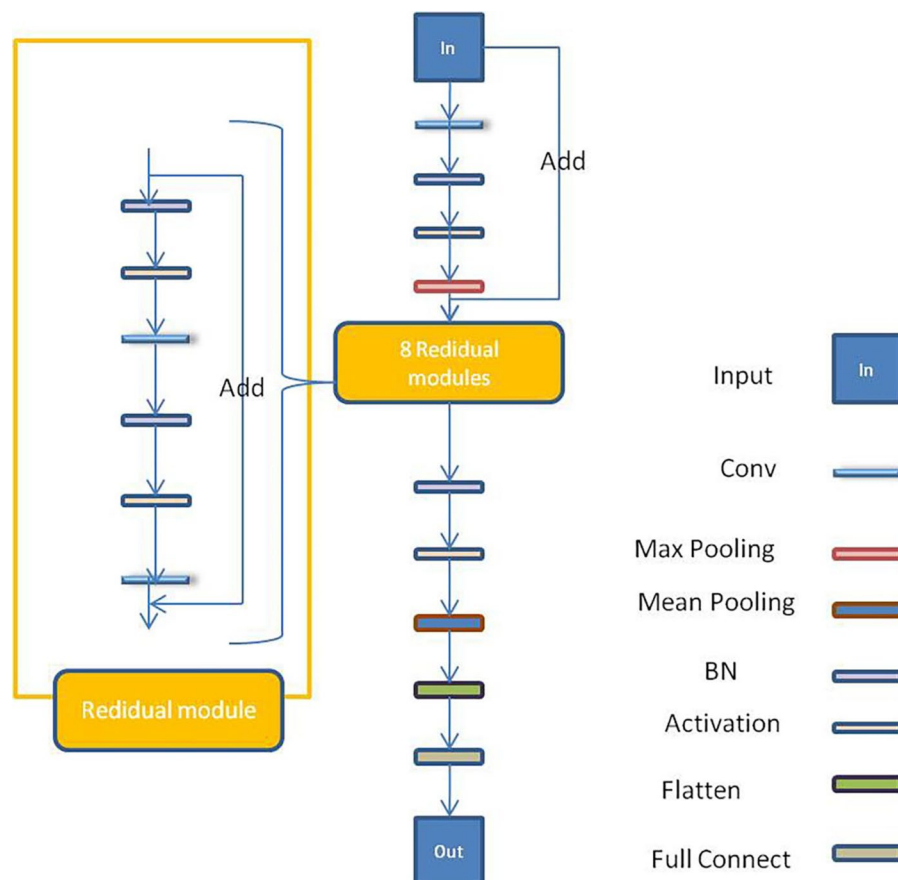 In
Add
8 Redidual
modules
Add
Redidual module
Out
Input
In
Conv
Max Pooling
Mean Pooling
BN
Activation
Flatten
Full Connect